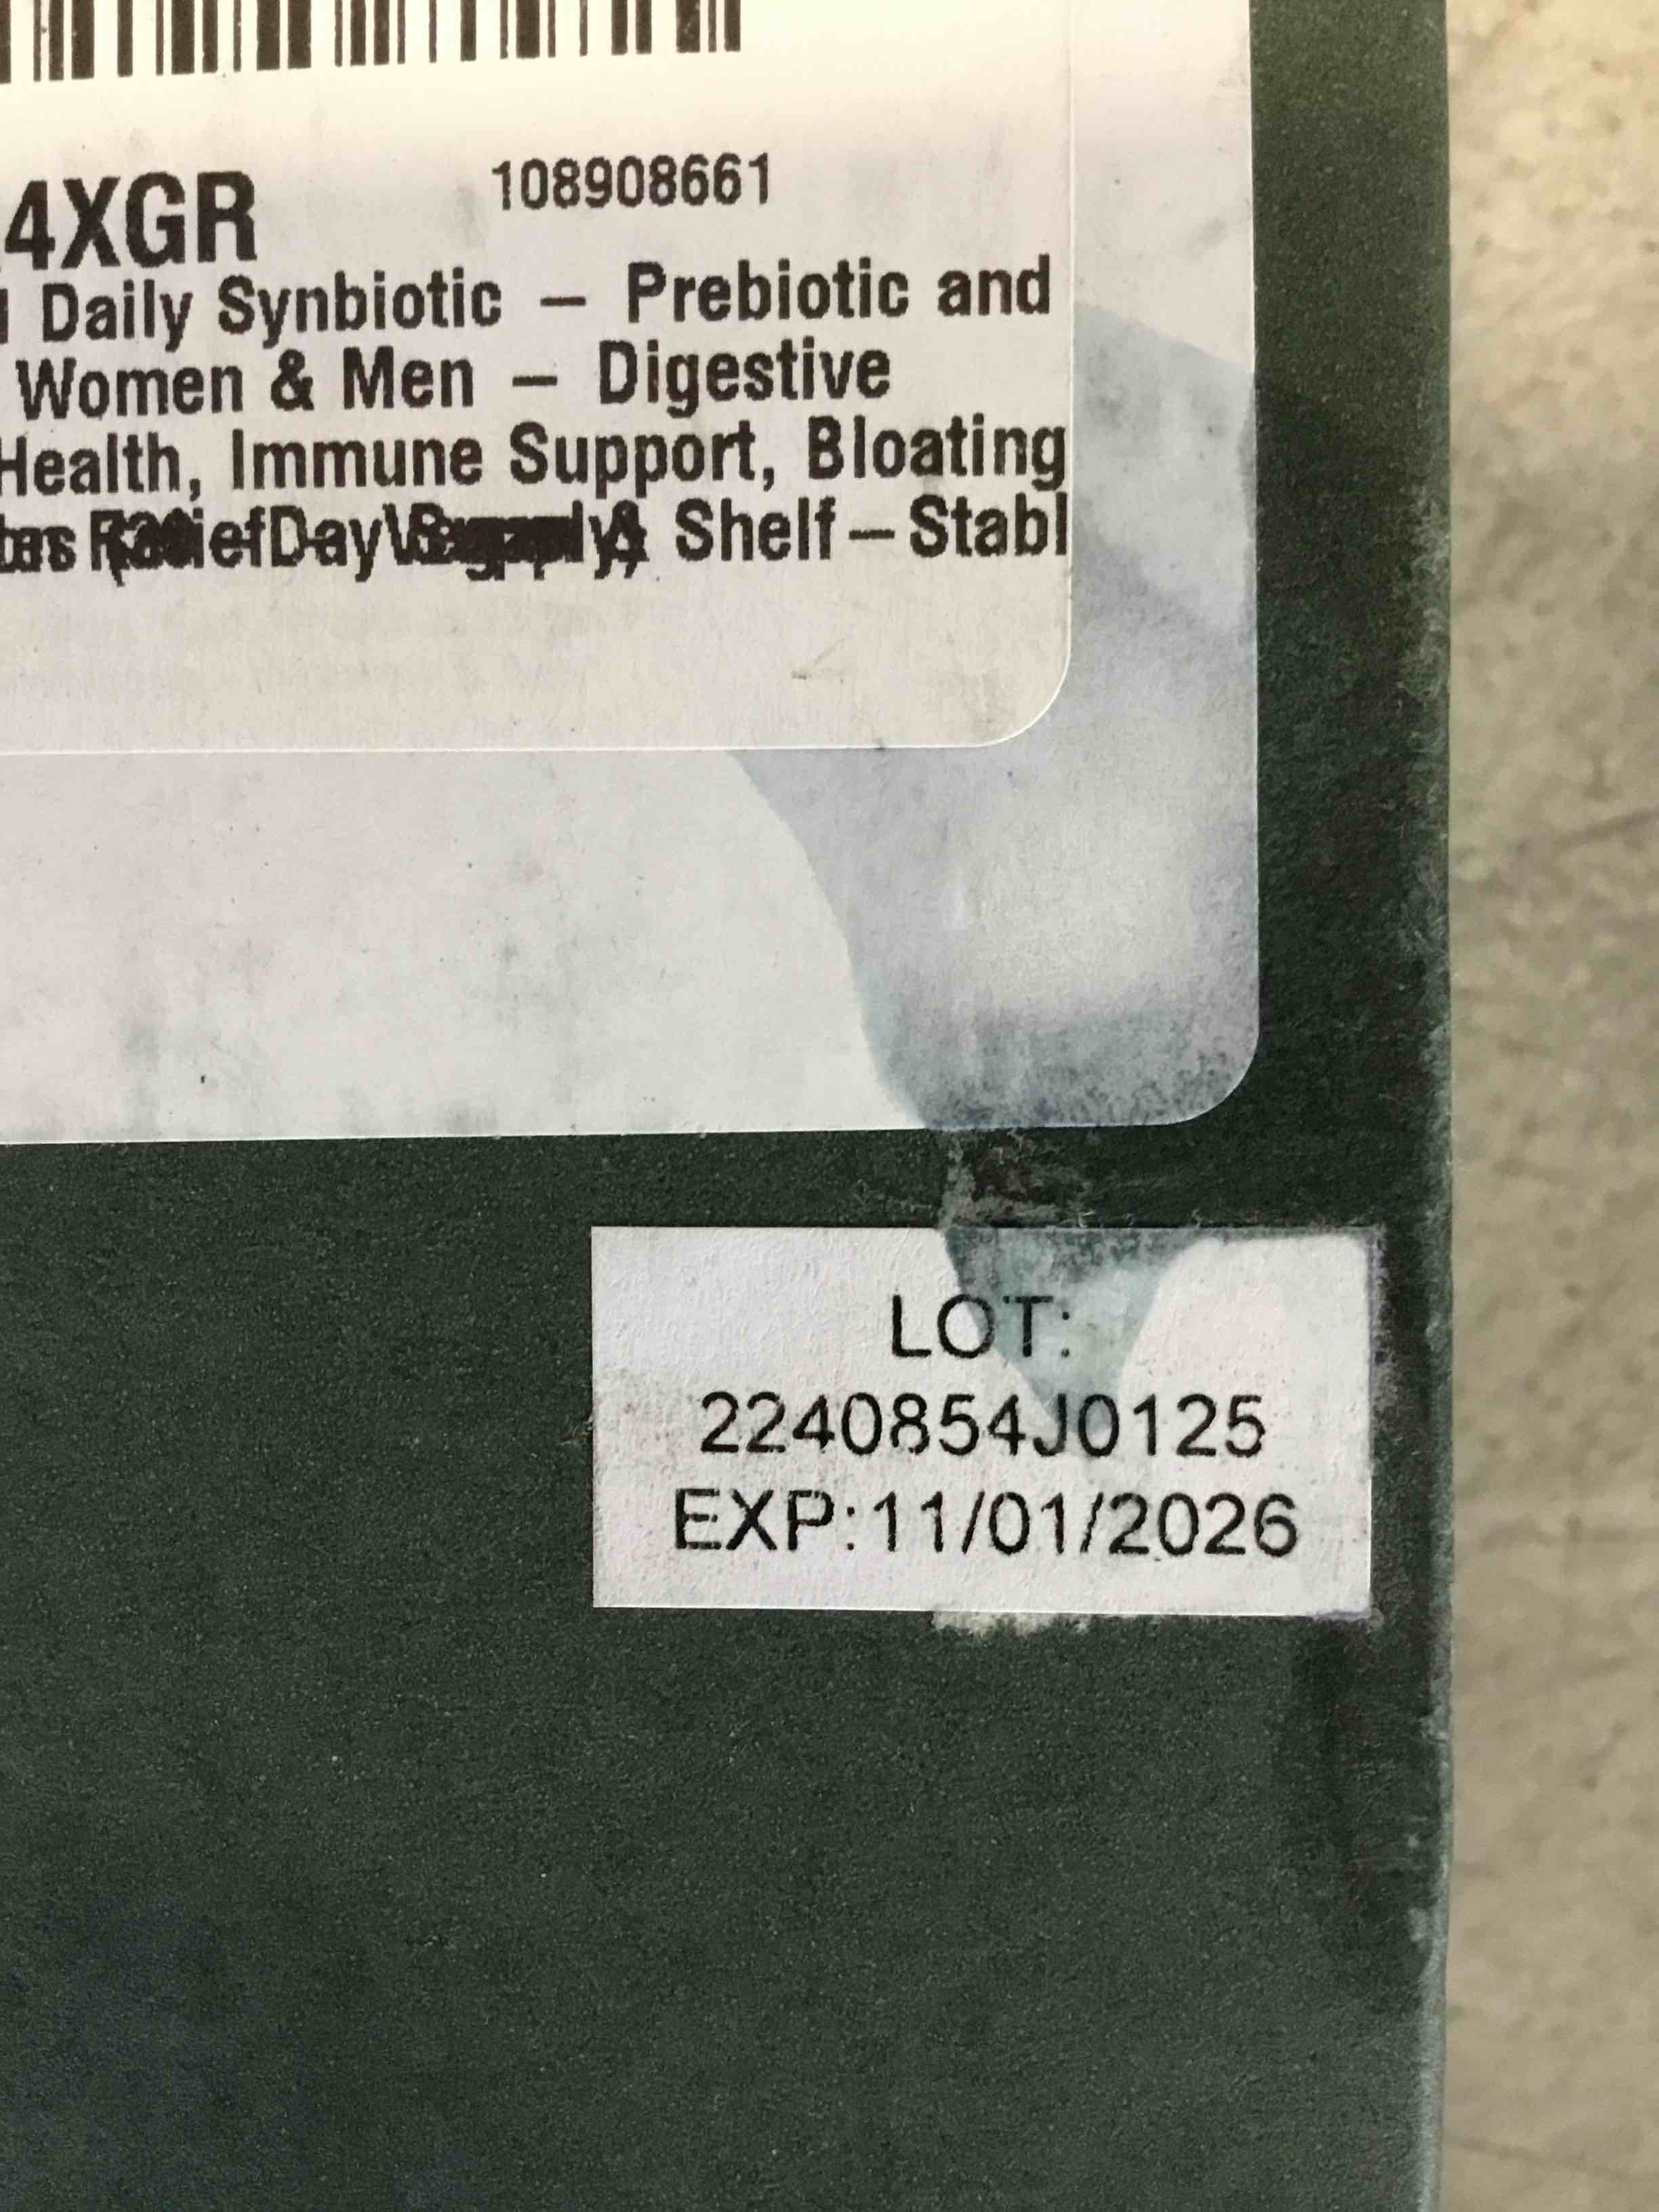 4XGR
108908661
Daily Synbiotic – Prebiotic and
Women & Men – Digestive
Health, Immune Support, Bloating
Shelf–Stabl
LOT:
2240854J0125
EXP:11/01/2026